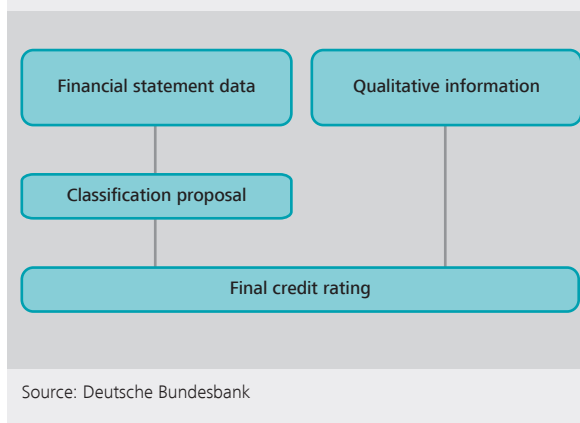 Financial statement data
Qualitative information
Classification proposal
Final credit rating
Source: Deutsche Bundesbank